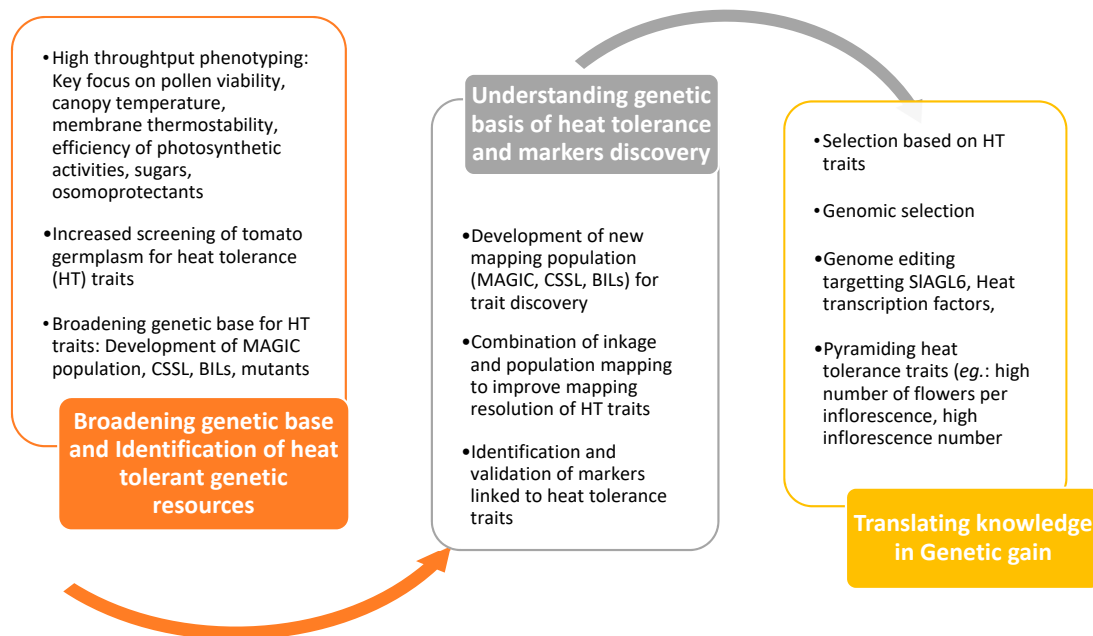 • High throughtput phenotyping:
Key focus on pollen viability,
canopy temperature,
membrane thermostability,
efficiency of photosynthetic
activities, sugars,
osomoprotectants
•Increased screening of tomato
germplasm for heat tolerance
(HT) traits
• Broadening genetic base for HT
traits: Development of MAGIC
population, CSSL, BILs, mutants
Broadening genetic base
and Identification of heat
tolerant genetic
resources
Understanding genetic
basis of heat tolerance
and markers discovery
•Development of new
mapping population
(MAGIC, CSSL, BILs) for
trait discovery
•Combination of inkage
and population mapping
to improve mapping
resolution of HT traits
•Identification and
validation of markers
linked to heat tolerance
traits
•Selection based on HT
traits
•Genomic selection
•Genome editing
targetting SlAGL6, Heat
transcription factors,
•Pyramiding heat
tolerance traits (eg.: high
number of flowers per
inflorescence, high
inflorescence number
Translating knowledge
in Genetic gain